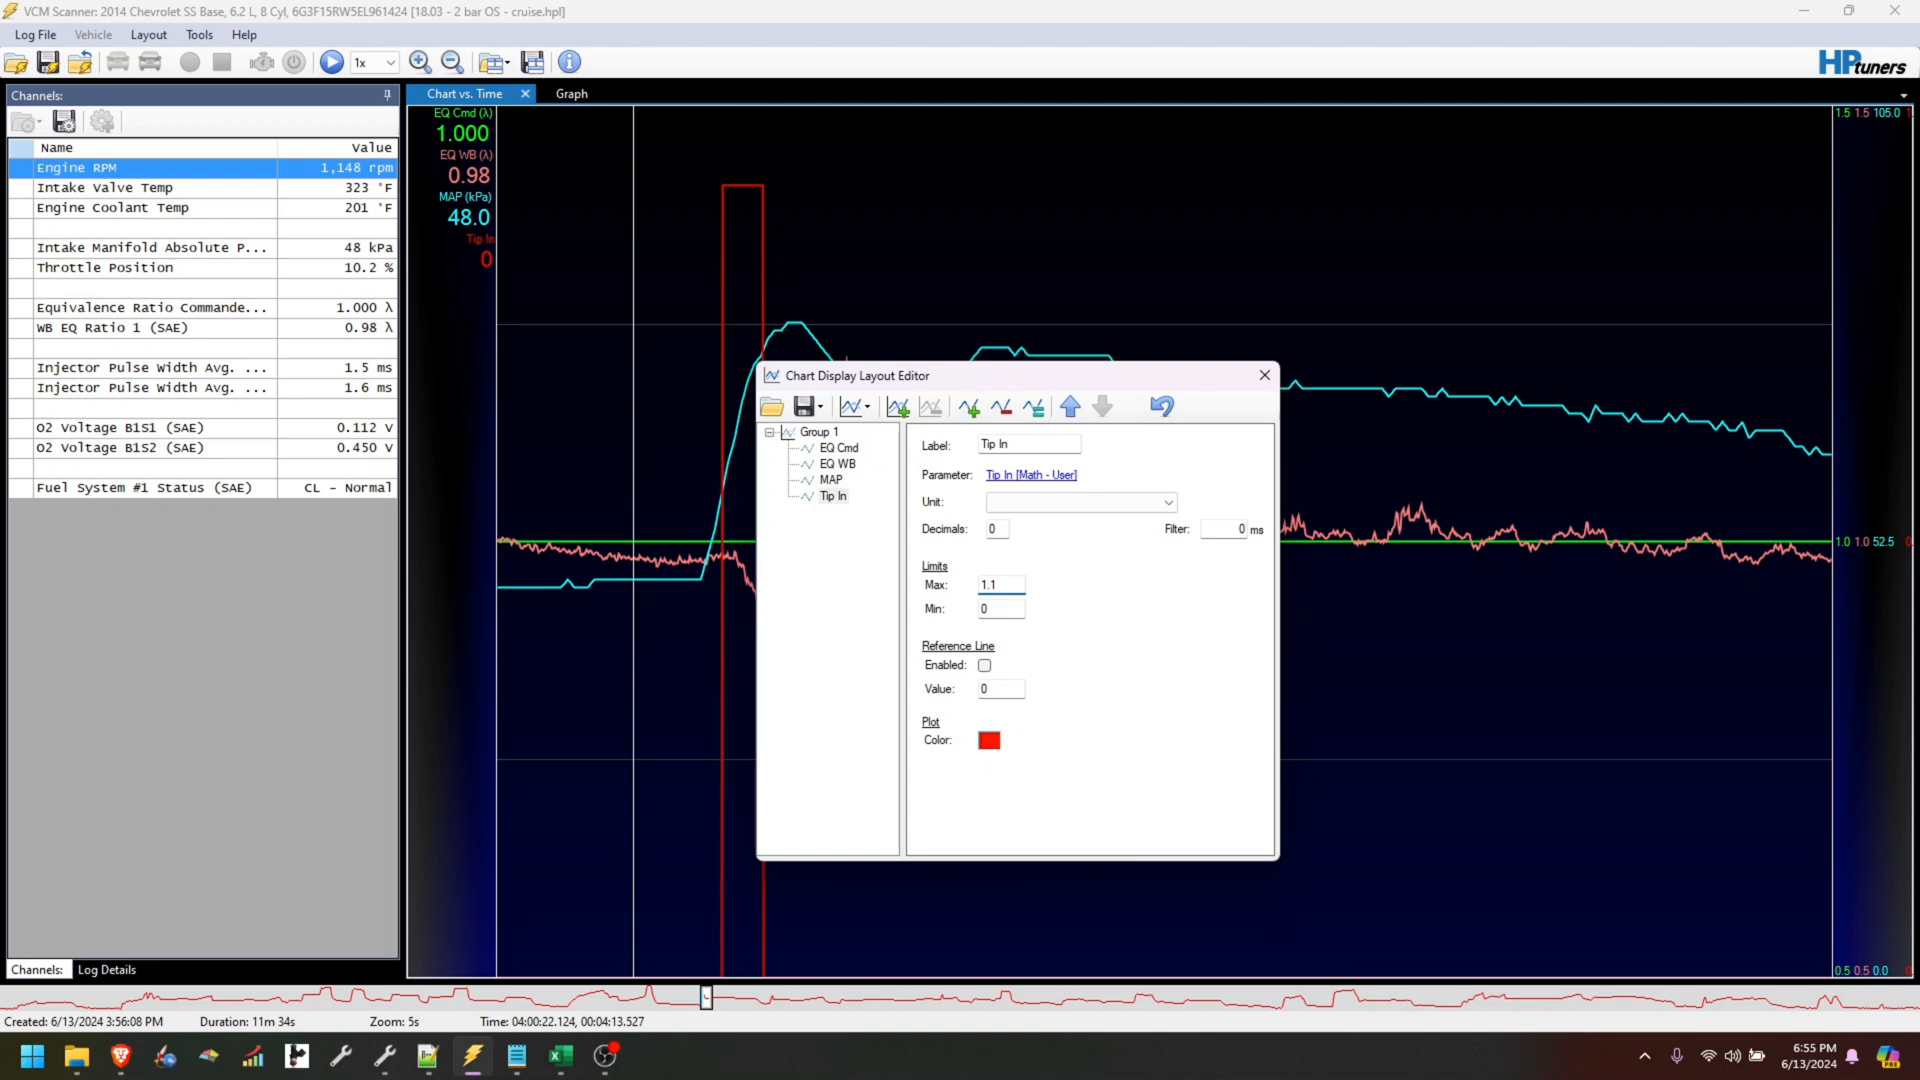 VCM Scanner: 2014 Chevrolet SS Base, 6.2 L, 8 Cyl, 6G3F15RW5EL961424 [18.03 - 2 bar OS - cruise.hpl]
Log File Vehicle Layout Tools Help
1x
HP tuners
Channels:
Name Value
Engine RPM 1,148 rpm
Intake Valve Temp 323 °F
Engine Coolant Temp 201 °F
Intake Manifold Absolute P... 48 kPa
Throttle Position 10.2 %
Equivalence Ratio Commande... 1.000 λ
WB EQ Ratio 1 (SAE) 0.98 λ
Injector Pulse Width Avg. ... 1.5 ms
Injector Pulse Width Avg. ... 1.6 ms
O2 Voltage B1S1 (SAE) 0.112 V
O2 Voltage B1S2 (SAE) 0.450 V
Fuel System #1 Status (SAE) CL - Normal
Channels: Log Details
Chart vs. Time Graph
EQ Cmd (λ)
1.000
EQ WB (λ)
0.98
MAP (kPa)
48.0
Tip In
0
1.5 1.5 105.0 1
1.0 1.0 52.5 0
0.5 0.5 0.0 0
Chart Display Layout Editor
Group 1
EQ Cmd
EQ WB
MAP
Tip In
Label: Tip In
Parameter: Tip In [Math - User]
Unit:
Decimals: 0 Filter: 0 ms
Limits
Max: 1.1
Min: 0
Reference Line
Enabled:
Value: 0
Plot
Color:
Created: 6/13/2024 3:56:08 PM Duration: 11m 34s Zoom: 5s Time: 04:00:22.124, 00:04:13.527
6:55 PM
6/13/2024
PRE